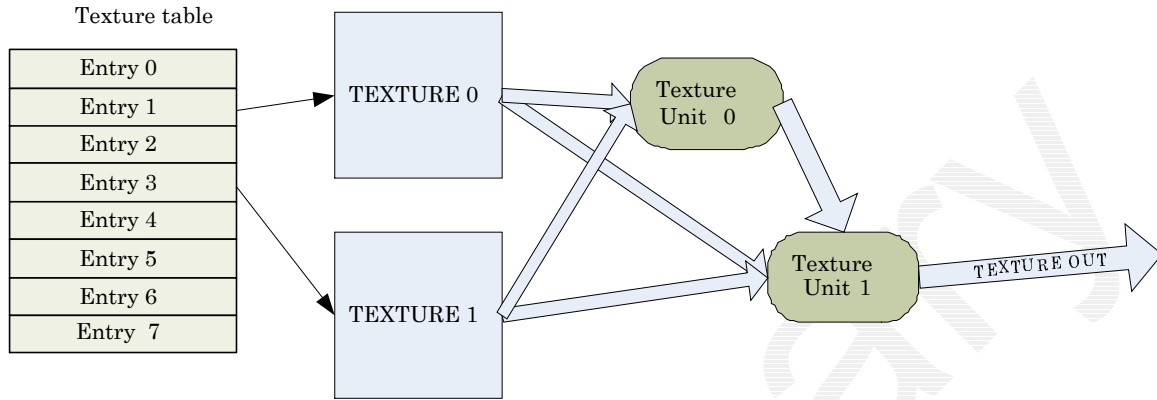 Texture table
Entry 0
Entry 1
Entry 2
Entry 3
Entry 4
Entry 5
Entry 6
Entry 7
TEXTURE 0
TEXTURE 1
Texture
Unit 0
Texture
Unit 1
TEXTURE OUT